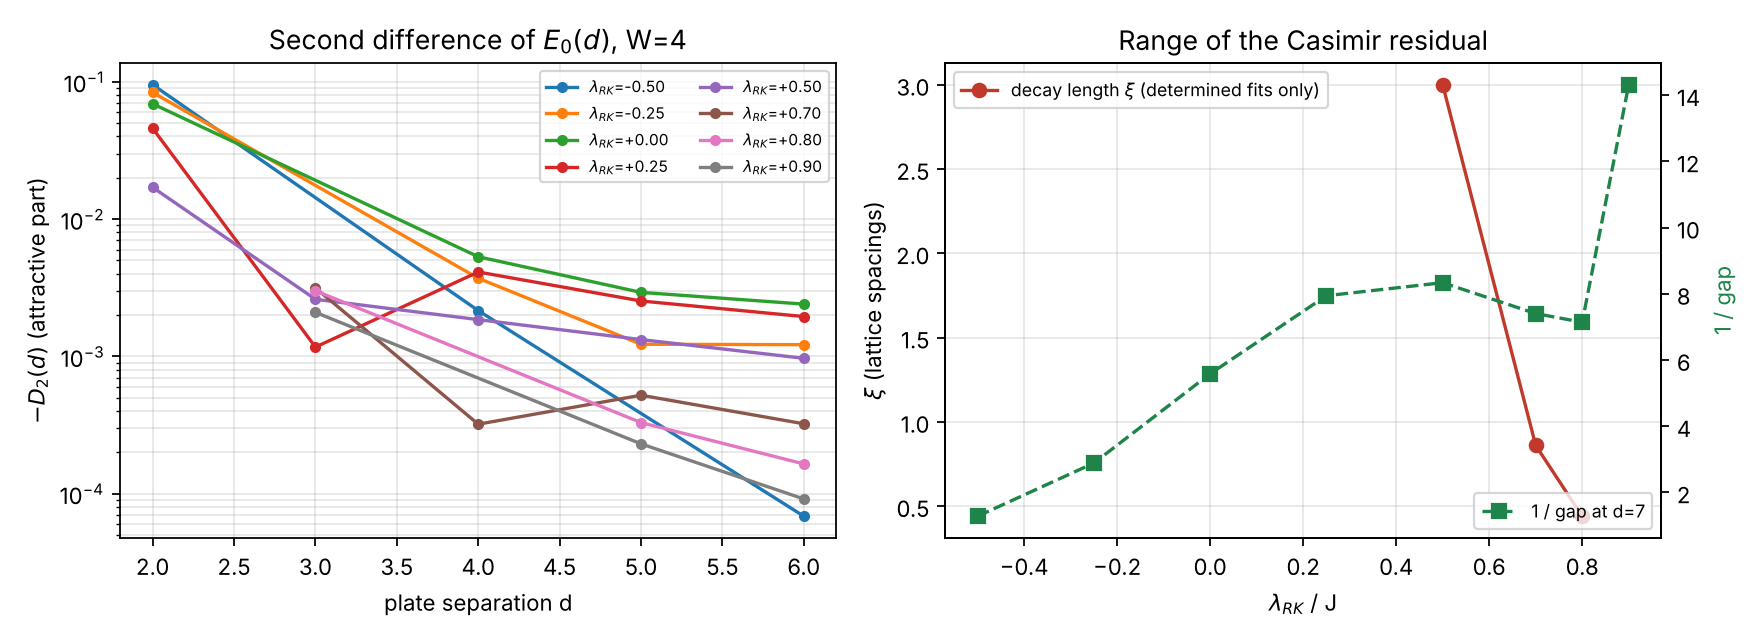 Second difference of E₀(d), W=4
−D₂(d) (attractive part)
10⁻¹
10⁻²
10⁻³
10⁻⁴
λ_RK=-0.50
λ_RK=-0.25
λ_RK=+0.00
λ_RK=+0.25
λ_RK=+0.50
λ_RK=+0.70
λ_RK=+0.80
λ_RK=+0.90
2.0 2.5 3.0 3.5 4.0 4.5 5.0 5.5 6.0
plate separation d
Range of the Casimir residual
ξ (lattice spacings)
3.0
2.5
2.0
1.5
1.0
0.5
decay length ξ (determined fits only)
1 / gap at d=7
−0.4 −0.2 0.0 0.2 0.4 0.6 0.8
λ_RK / J
14
12
10
8
6
4
2
1 / gap